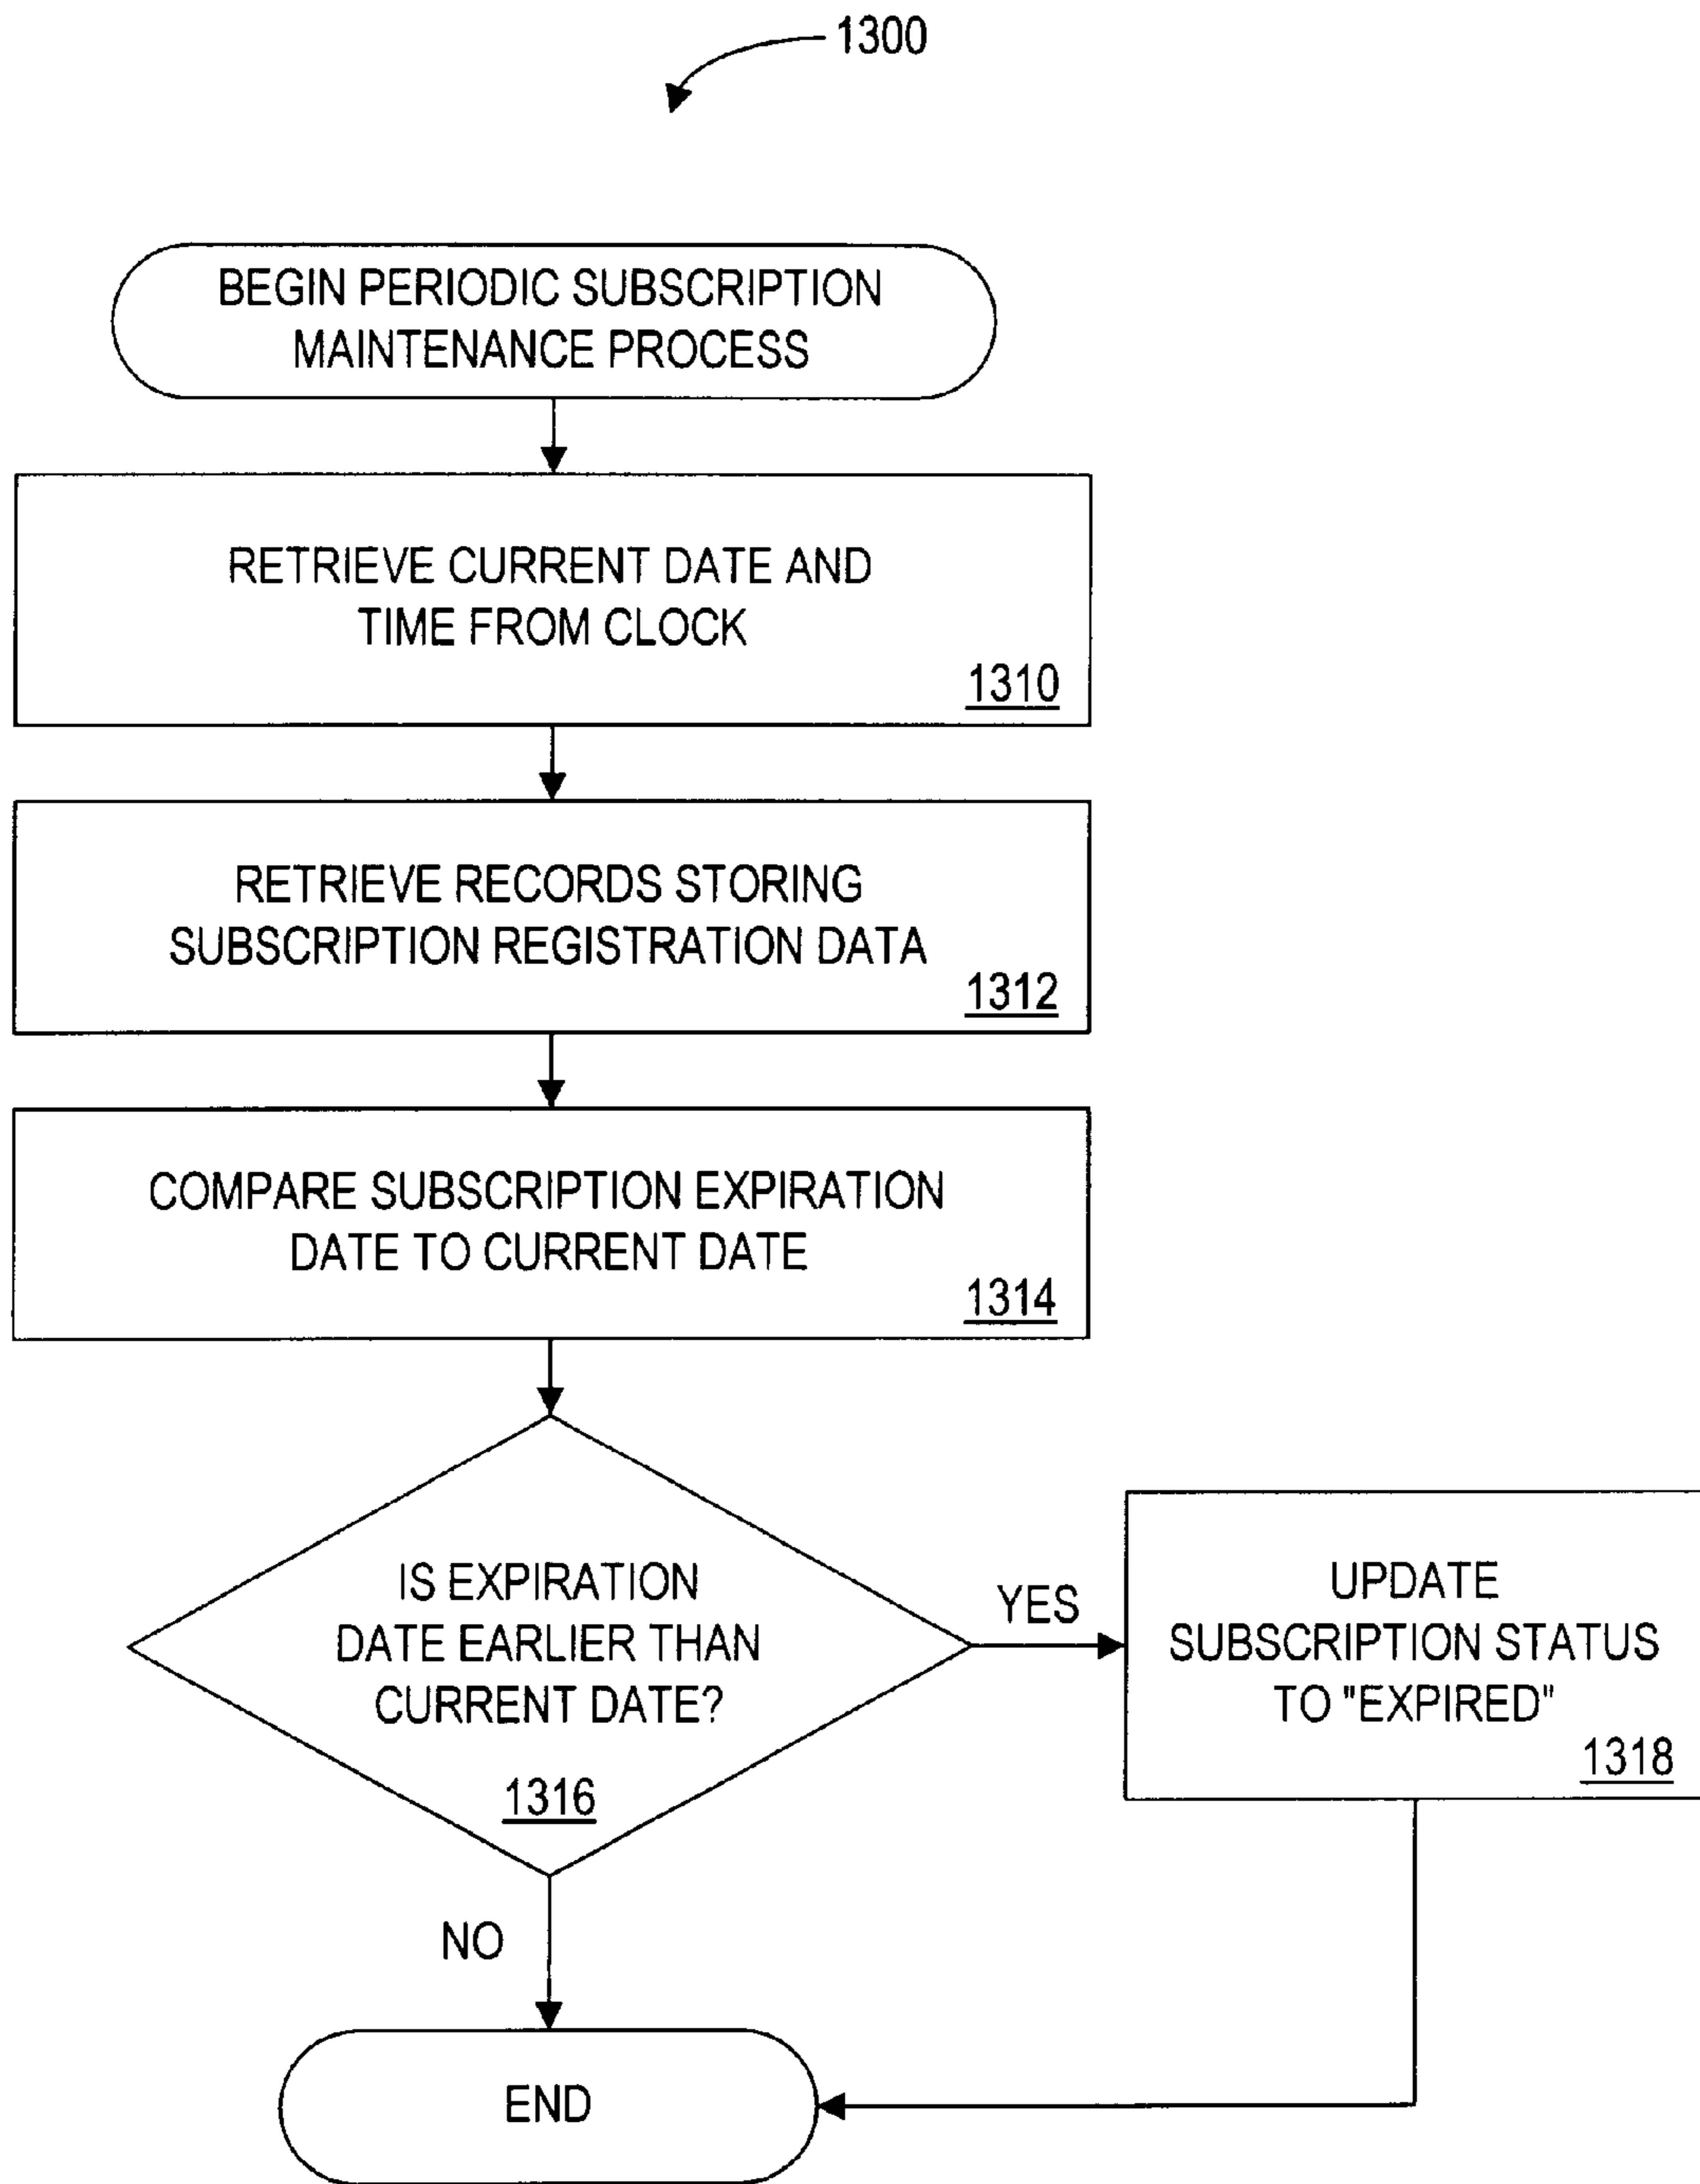 1300
BEGIN PERIODIC SUBSCRIPTION
MAINTENANCE PROCESS
RETRIEVE CURRENT DATE AND
TIME FROM CLOCK
1310
RETRIEVE RECORDS STORING
SUBSCRIPTION REGISTRATION DATA
1312
COMPARE SUBSCRIPTION EXPIRATION
DATE TO CURRENT DATE
1314
IS EXPIRATION
DATE EARLIER THAN
CURRENT DATE?
1316
YES
UPDATE
SUBSCRIPTION STATUS
TO "EXPIRED"
1318
NO
END